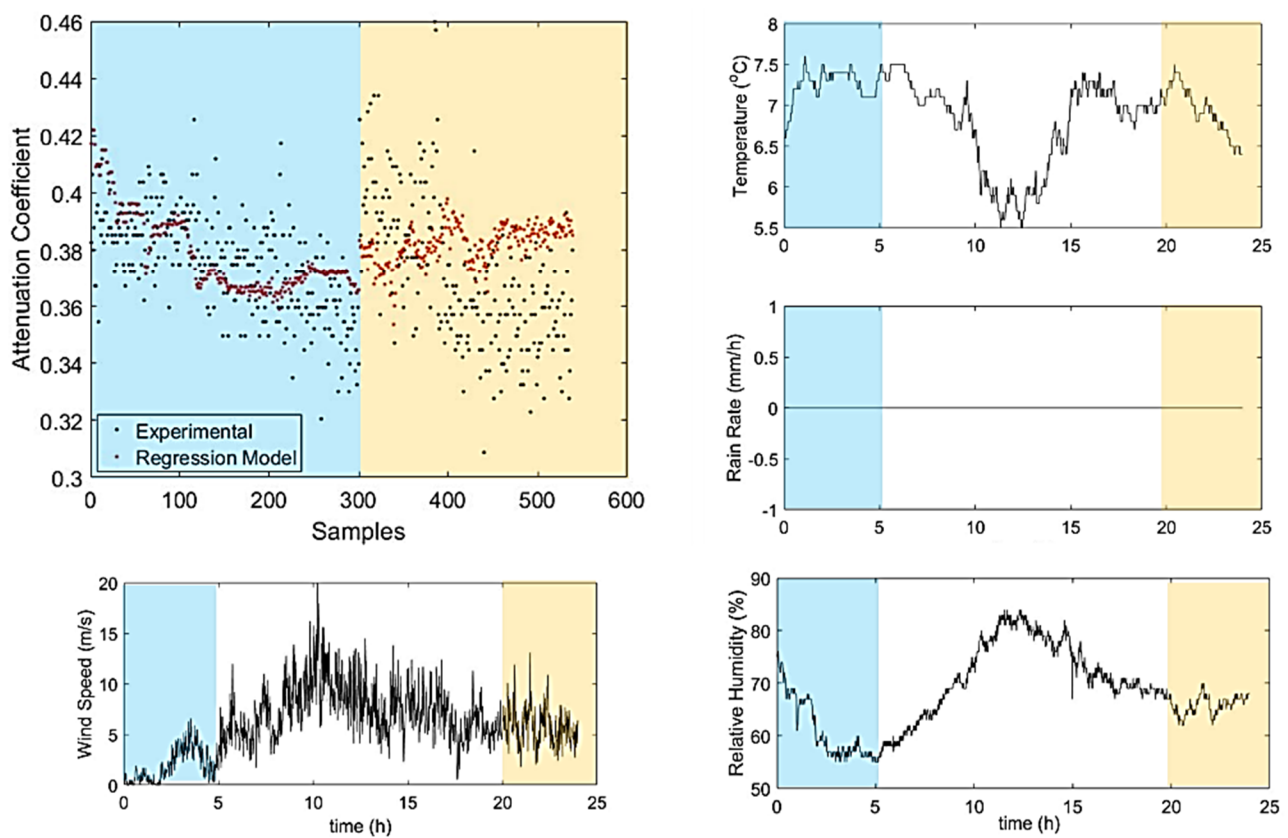 0.46
0.44
0.42
0.4
0.38
0.36
0.34
0.32
0.3
Attenuation Coefficient
Experimental
Regression Model
0 100 200 300 400 500 600
Samples
8
7.5
7
6.5
6
5.5
Temperature (°C)
0 5 10 15 20 25
1
0.5
0
-0.5
-1
Rain Rate (mm/h)
0 5 10 15 20 25
20
15
10
5
0
Wind Speed (m/s)
0 5 10 15 20 25
time (h)
90
80
70
60
50
Relative Humidity (%)
0 5 10 15 20 25
time (h)